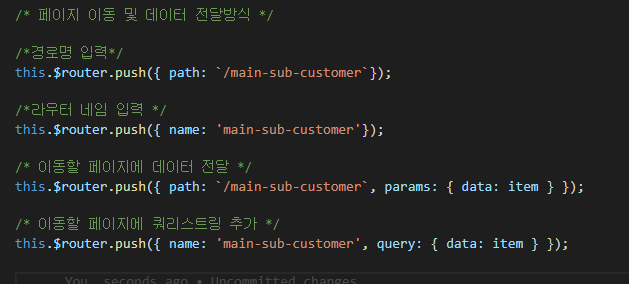 /* 페이지 이동 및 데이터 전달방식 */
/*경로명 입력*/
this.$router.push({ path: `/main-sub-customer`});
/*라우터 네임 입력 */
this.$router.push({ name: 'main-sub-customer'});
/* 이동할 페이지에 데이터 전달 */
this.$router.push({ path: `/main-sub-customer`, params: { data: item } });
/* 이동할 페이지에 쿼리스트링 추가 */
this.$router.push({ name: 'main-sub-customer', query: { data: item } });
You, seconds ago • Uncommitted changes